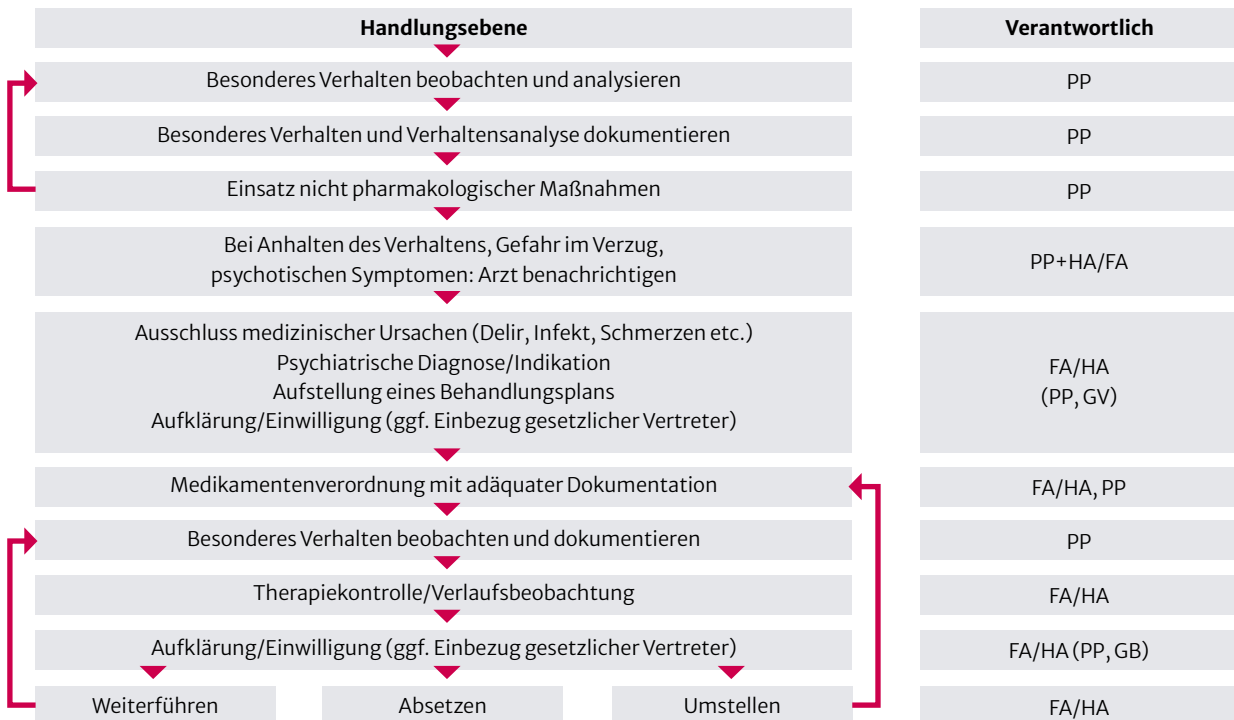 Handlungsebene
Verantwortlich
Besonderes Verhalten beobachten und analysieren
PP
Besonderes Verhalten und Verhaltensanalyse dokumentieren
PP
Einsatz nicht pharmakologischer Maßnahmen
PP
Bei Anhalten des Verhaltens, Gefahr im Verzug,
psychotischen Symptomen: Arzt benachrichtigen
PP+HA/FA
Ausschluss medizinischer Ursachen (Delir, Infekt, Schmerzen etc.)
Psychiatrische Diagnose/Indikation
Aufstellung eines Behandlungsplans
Aufklärung/Einwilligung (ggf. Einbezug gesetzlicher Vertreter)
FA/HA
(PP, GV)
Medikamentenverordnung mit adäquater Dokumentation
FA/HA, PP
Besonderes Verhalten beobachten und dokumentieren
PP
Therapiekontrolle/Verlaufsbeobachtung
FA/HA
Aufklärung/Einwilligung (ggf. Einbezug gesetzlicher Vertreter)
FA/HA (PP, GB)
Weiterführen
Absetzen
Umstellen
FA/HA